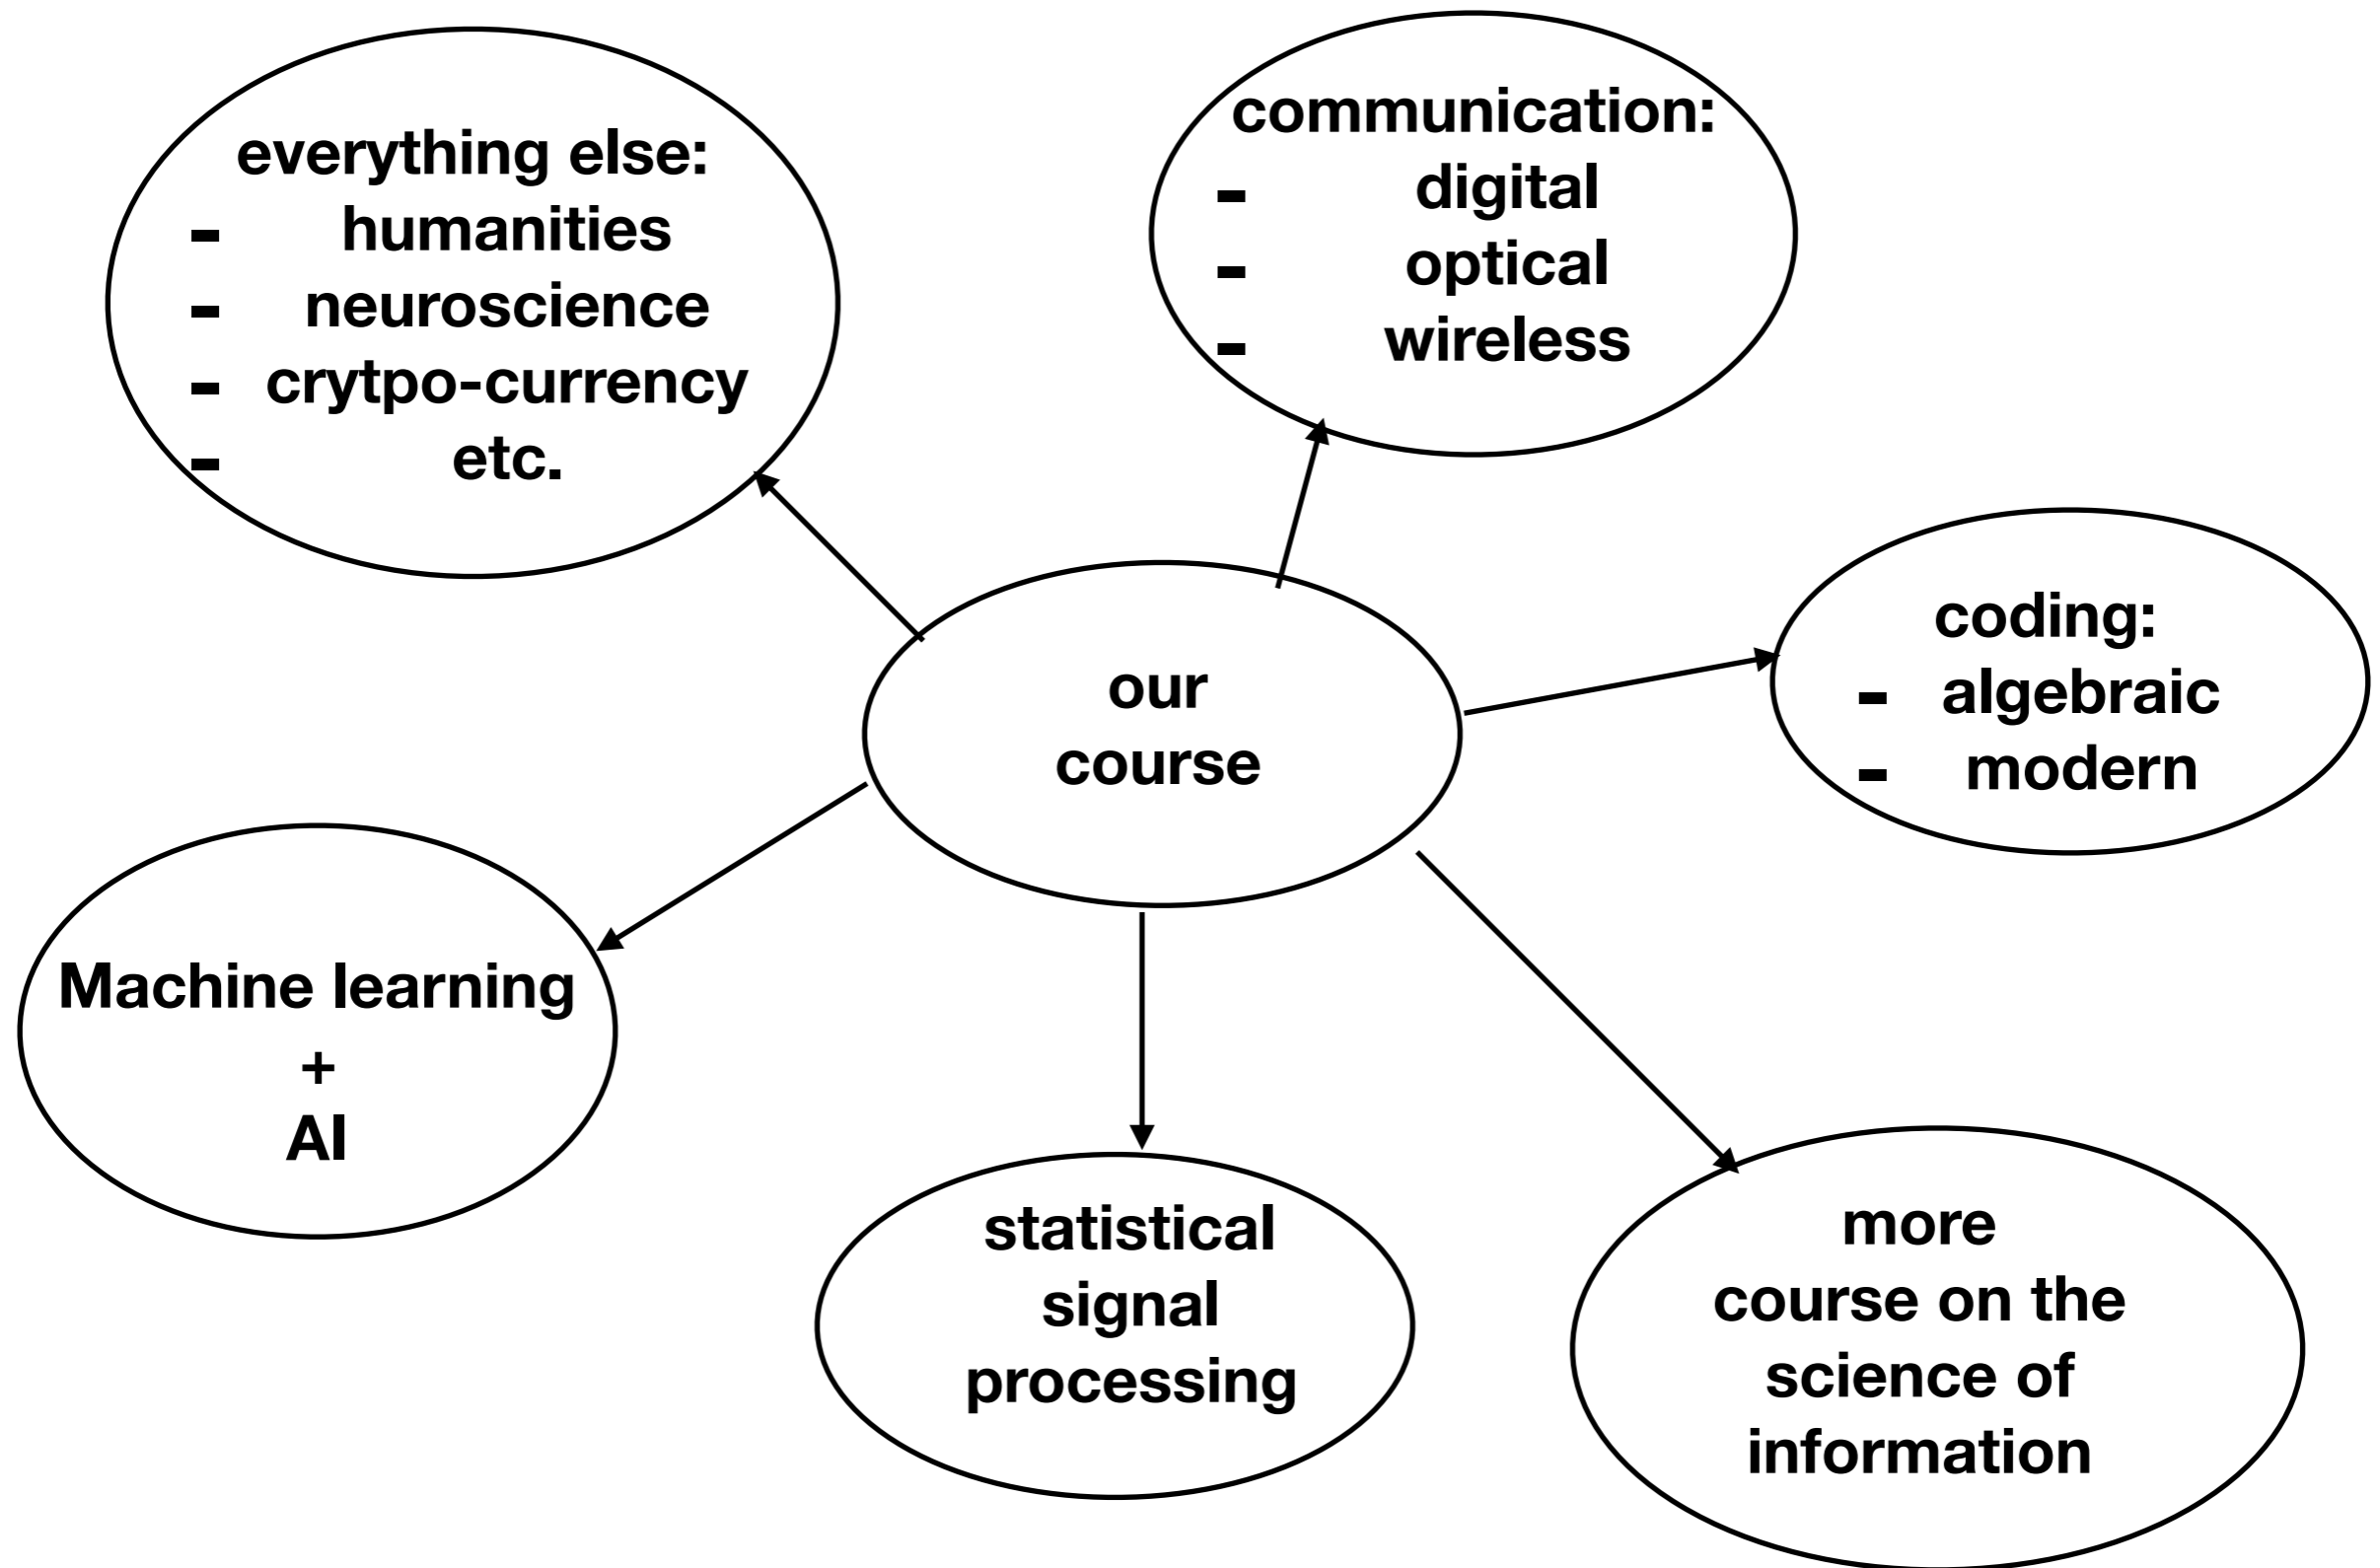 everything else:
- humanities
- neuroscience
- crytpo-currency
- etc.
communication:
- digital
- optical
- wireless
our
course
coding:
- algebraic
- modern
Machine learning
+
AI
statistical
signal
processing
more
course on the
science of
information